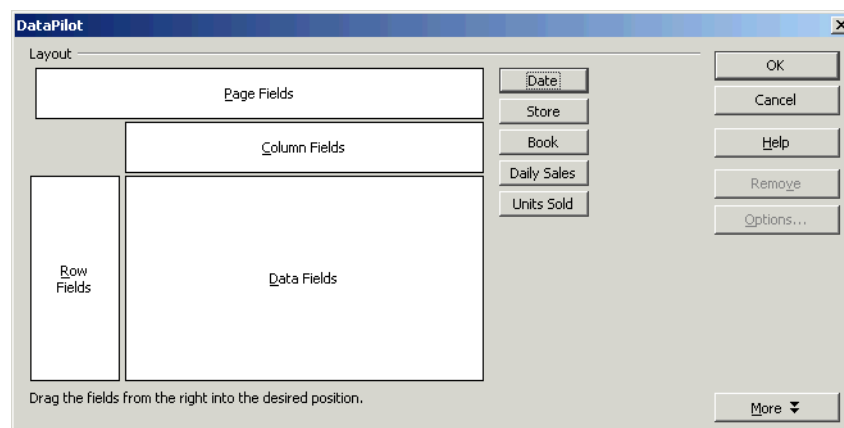 DataPilot
Layout
Page Fields
Column Fields
Row
Fields
Data Fields
Date
Store
Book
Daily Sales
Units Sold
OK
Cancel
Help
Remove
Options...
Drag the fields from the right into the desired position.
More